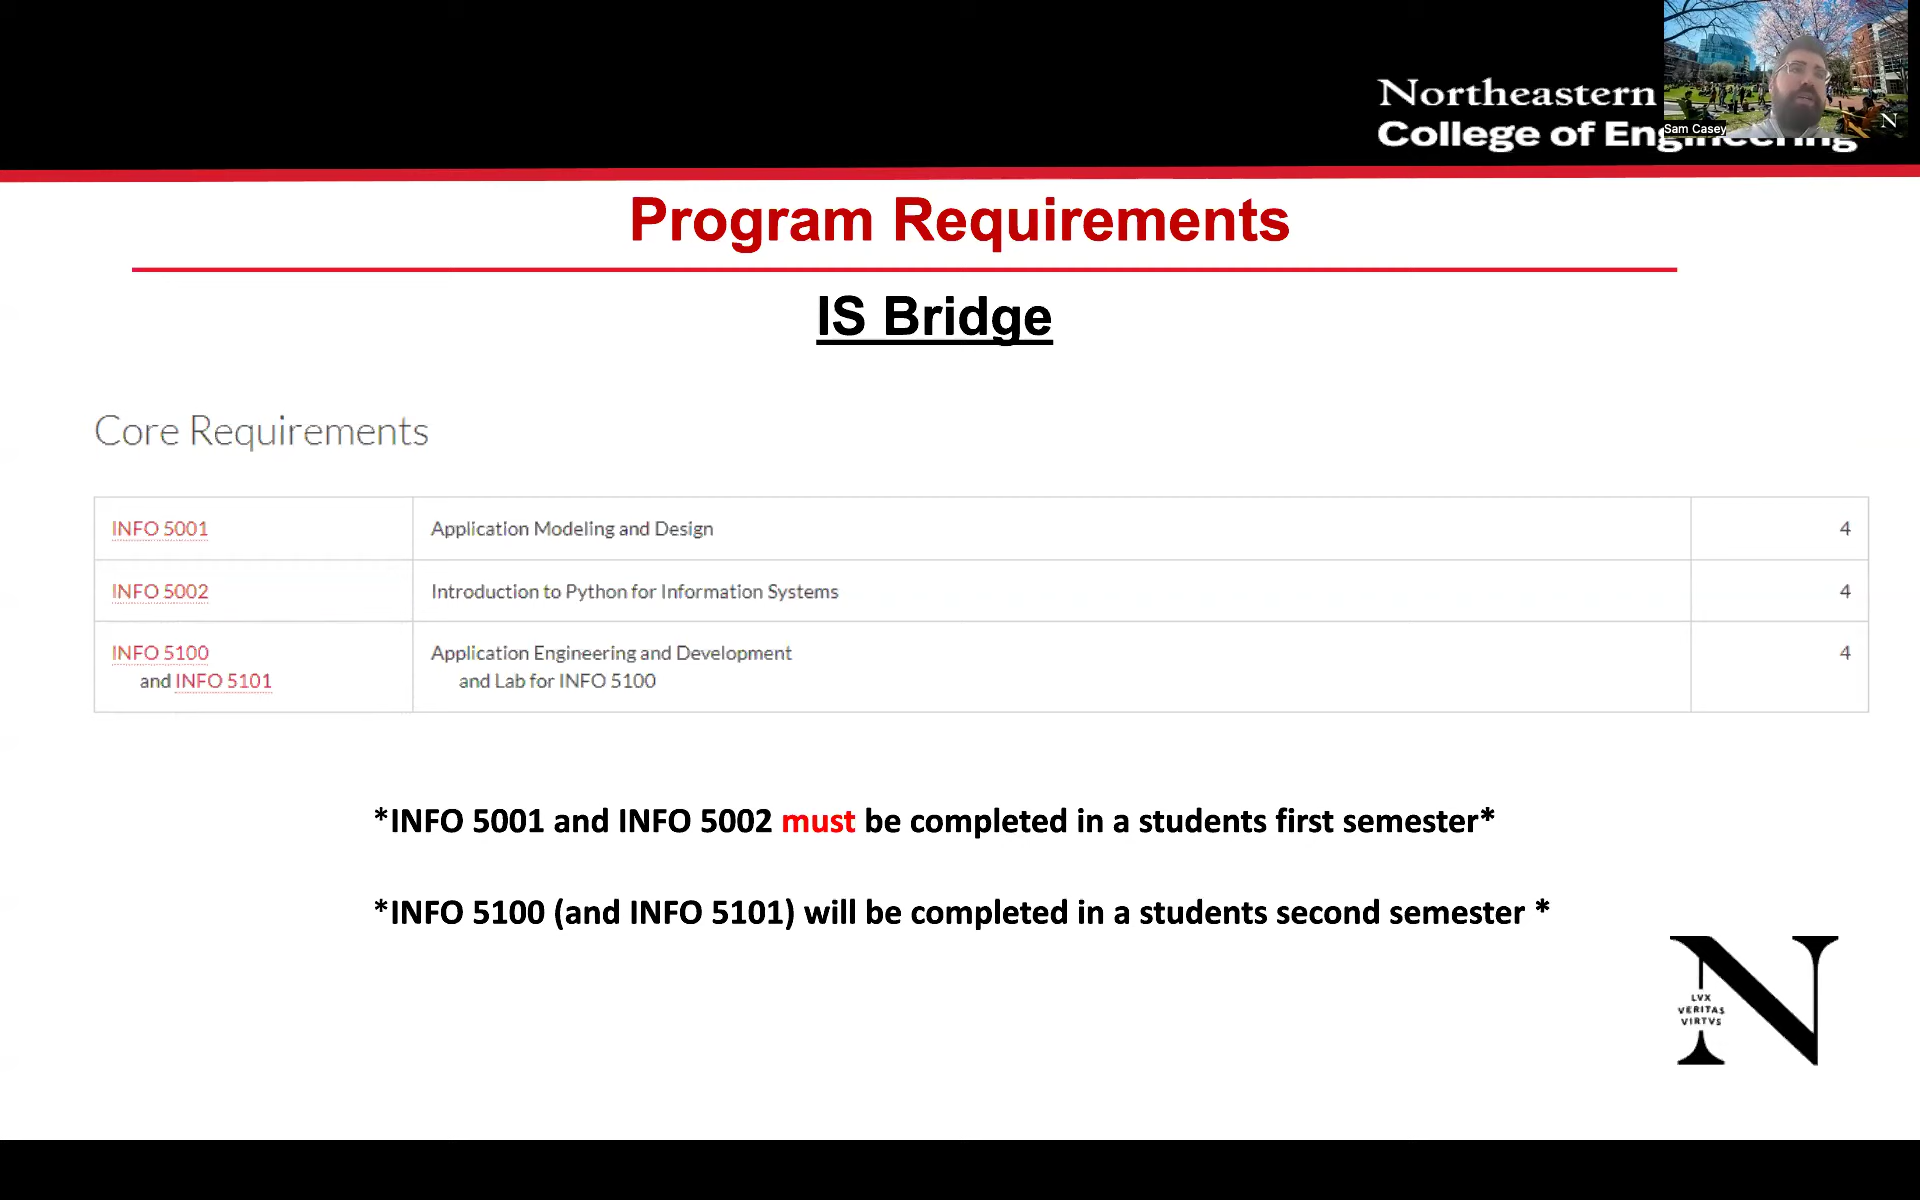 Northeastern
College of Engineering
Sam Casey
N
Program Requirements
IS Bridge
Core Requirements
INFO 5001 Application Modeling and Design 4
INFO 5002 Introduction to Python for Information Systems 4
INFO 5100 Application Engineering and Development 4
and INFO 5101 and Lab for INFO 5100
*INFO 5001 and INFO 5002 must be completed in a students first semester*
*INFO 5100 (and INFO 5101) will be completed in a students second semester *
N
LVX
VERITAS
VIRTVS